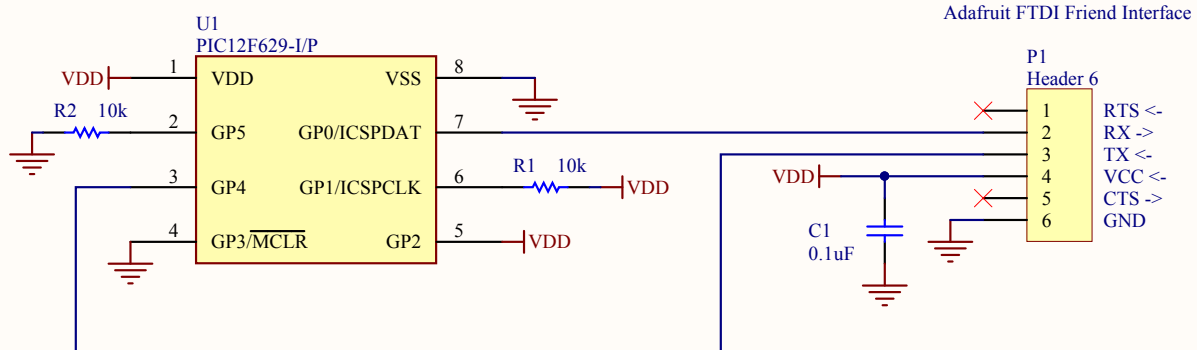 Adafruit FTDI Friend Interface
U1
PIC12F629-I/P
P1
Header 6
VDD 1 VDD VSS 8
R2 10k
2 GP5 GP0/ICSPDAT 7
R1 10k
3 GP4 GP1/ICSPCLK 6 VDD
4 GP3/MCLR GP2 5 VDD
1 RTS <-
2 RX ->
3 TX <-
VDD 4 VCC <-
5 CTS ->
6 GND
C1
0.1uF